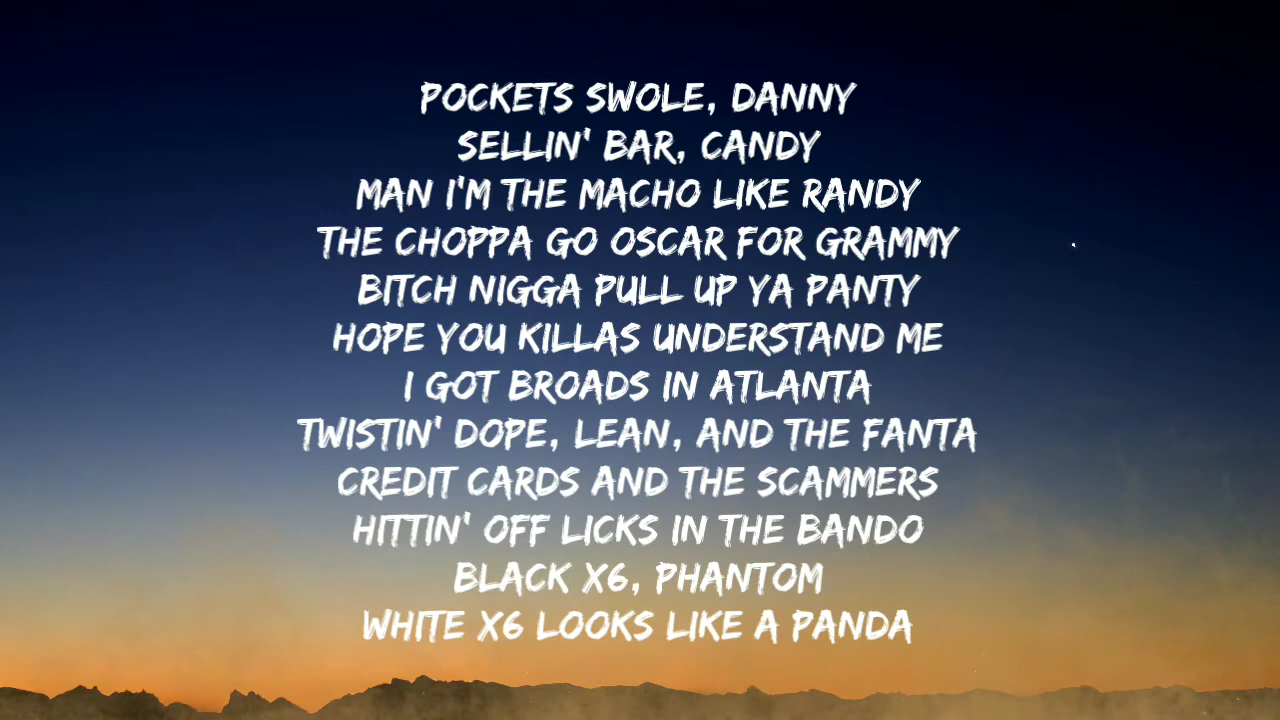 POCKETS SWOLE, DANNY
SELLIN' BAR, CANDY
MAN I'M THE MACHO LIKE RANDY
THE CHOPPA GO OSCAR FOR GRAMMY
BITCH NIGGA PULL UP YA PANTY
HOPE YOU KILLAS UNDERSTAND ME
I GOT BROADS IN ATLANTA
TWISTIN' DOPE, LEAN, AND THE FANTA
CREDIT CARDS AND THE SCAMMERS
HITTIN' OFF LICKS IN THE BANDO
BLACK X6, PHANTOM
WHITE X6 LOOKS LIKE A PANDA